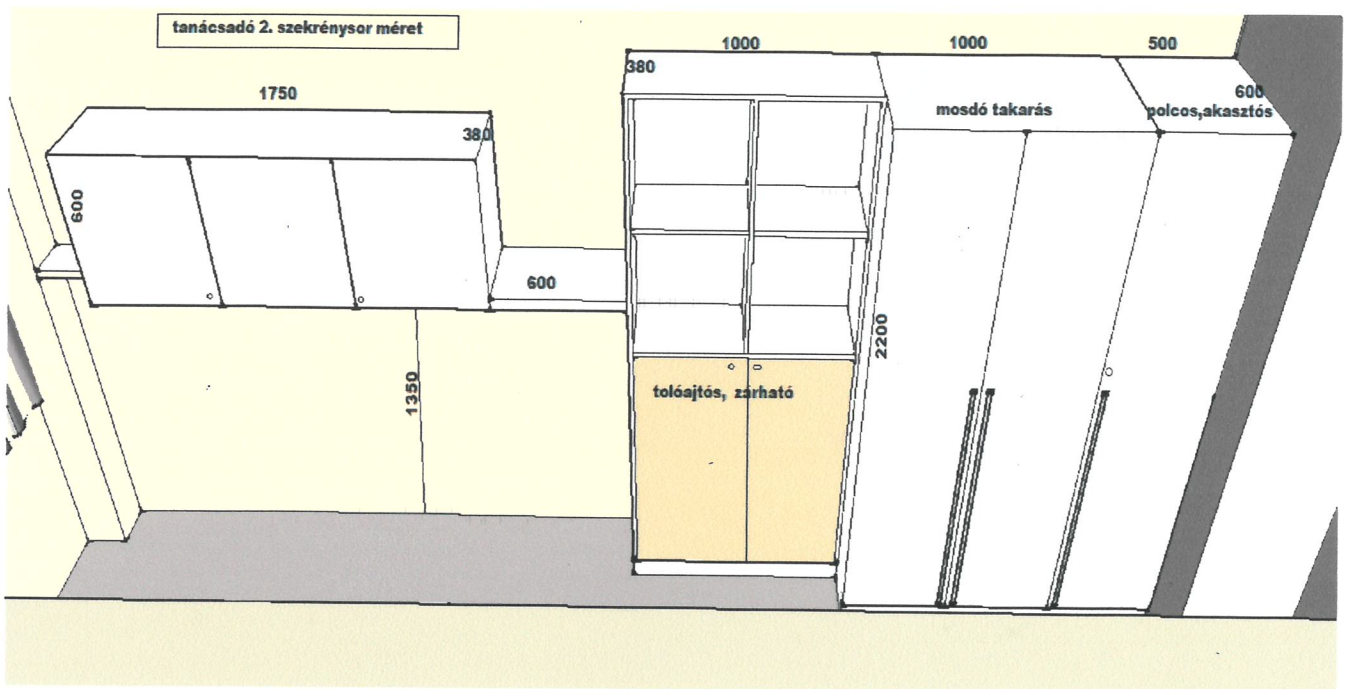 tanácsadó 2. szekrénysor méret
1000
1000
500
380
600
1750
mosdó takarás
polcos,akasztós
380
600
600
2200
1350
tolóajtós, zárható